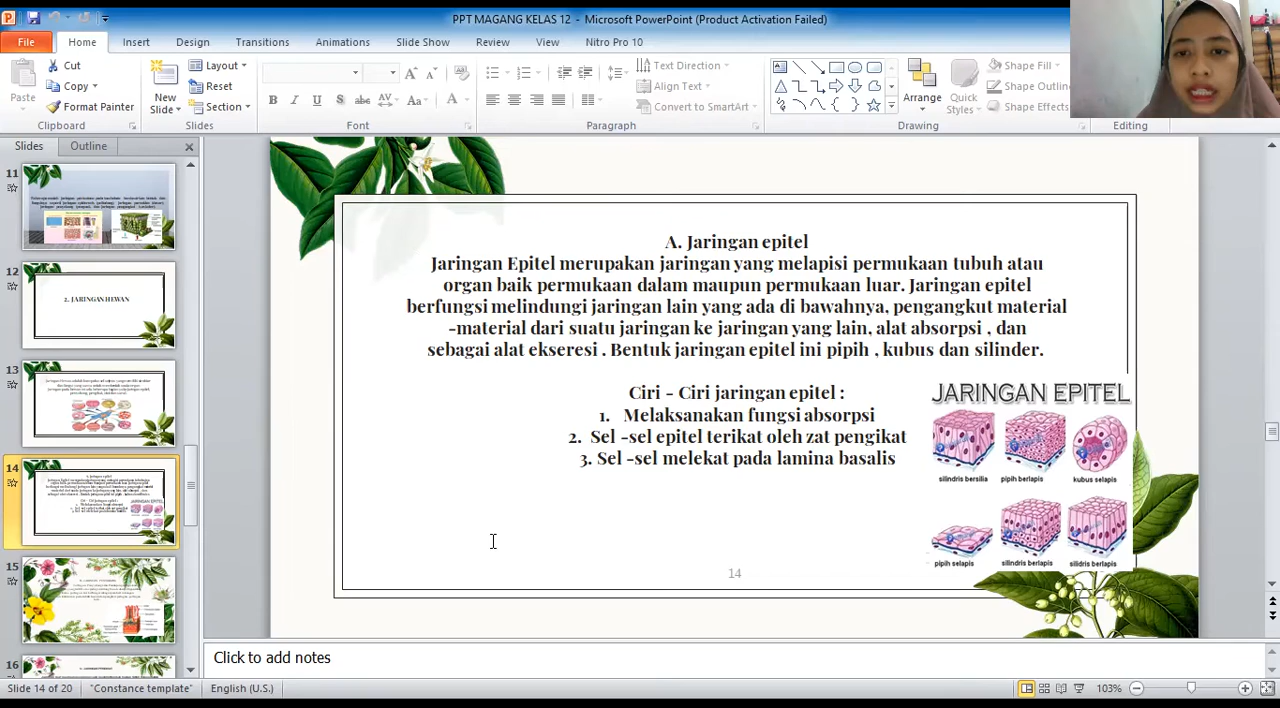 PPT MAGANG KELAS 12 - Microsoft PowerPoint (Product Activation Failed)
File Home Insert Design Transitions Animations Slide Show Review View Nitro Pro 10
Paste
Cut
Copy
Format Painter
Clipboard
New Slide
Layout
Reset
Section
Slides
Font
Text Direction
Align Text
Convert to SmartArt
Paragraph
Arrange
Quick Styles
Shape Fill
Shape Outlin
Shape Effects
Drawing
Editing
Slides Outline
11
12
2. JARINGAN HEWAN
13
14
15
16
A. Jaringan epitel
Jaringan Epitel merupakan jaringan yang melapisi permukaan tubuh atau
organ baik permukaan dalam maupun permukaan luar. Jaringan epitel
berfungsi melindungi jaringan lain yang ada di bawahnya, pengangkut material
-material dari suatu jaringan ke jaringan yang lain, alat absorpsi , dan
sebagai alat ekseresi . Bentuk jaringan epitel ini pipih , kubus dan silinder.
Ciri - Ciri jaringan epitel :
1. Melaksanakan fungsi absorpsi
2. Sel -sel epitel terikat oleh zat pengikat
3. Sel -sel melekat pada lamina basalis
JARINGAN EPITEL
silindris bersilia
pipih berlapis
kubus selapis
pipih selapis
silindris berlapis
silidris berlapis
14
Click to add notes
Slide 14 of 20 "Constance template" English (U.S.) 103%